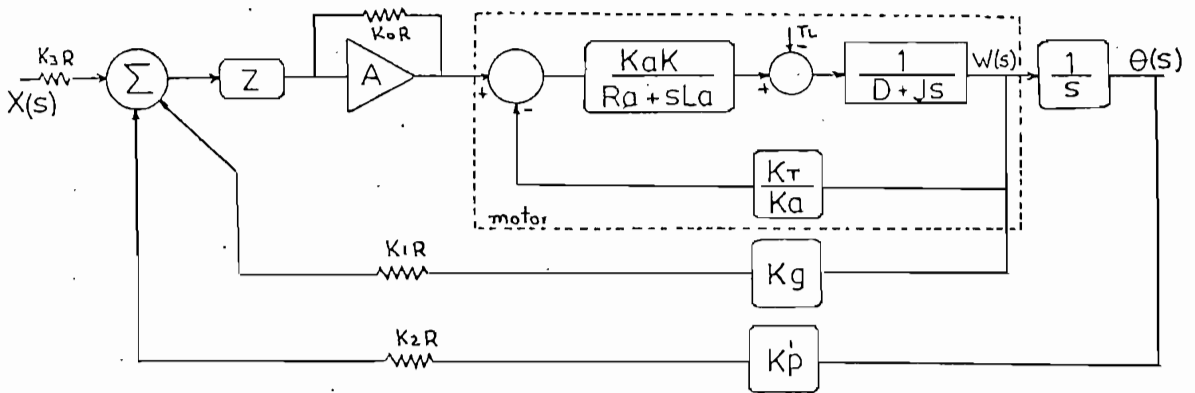 K3R
X(s)
Σ
Z
K0R
A
+
-
KaK
Ra + sLa
TL
-
+
1
D + Js
W(s)
1
s
θ(s)
KT
Ka
motor
K1R
Kg
K2R
K'p